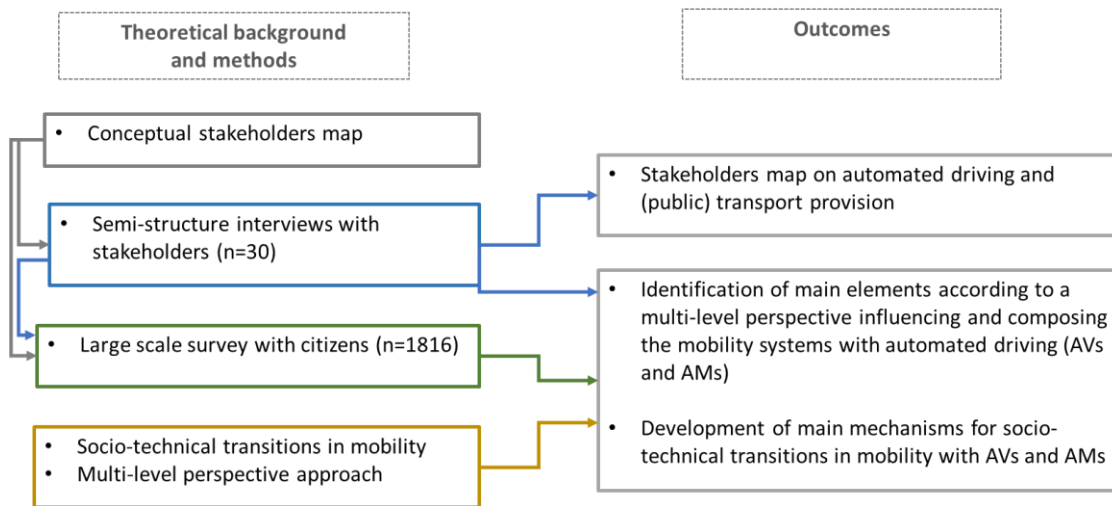 Theoretical background
and methods
• Conceptual stakeholders map
• Semi-structure interviews with
stakeholders (n=30)
• Large scale survey with citizens (n=1816)
• Socio-technical transitions in mobility
• Multi-level perspective approach
Outcomes
• Stakeholders map on automated driving and
(public) transport provision
• Identification of main elements according to a
multi-level perspective influencing and composing
the mobility systems with automated driving (AVs
and AMs)
• Development of main mechanisms for socio-
technical transitions in mobility with AVs and AMs